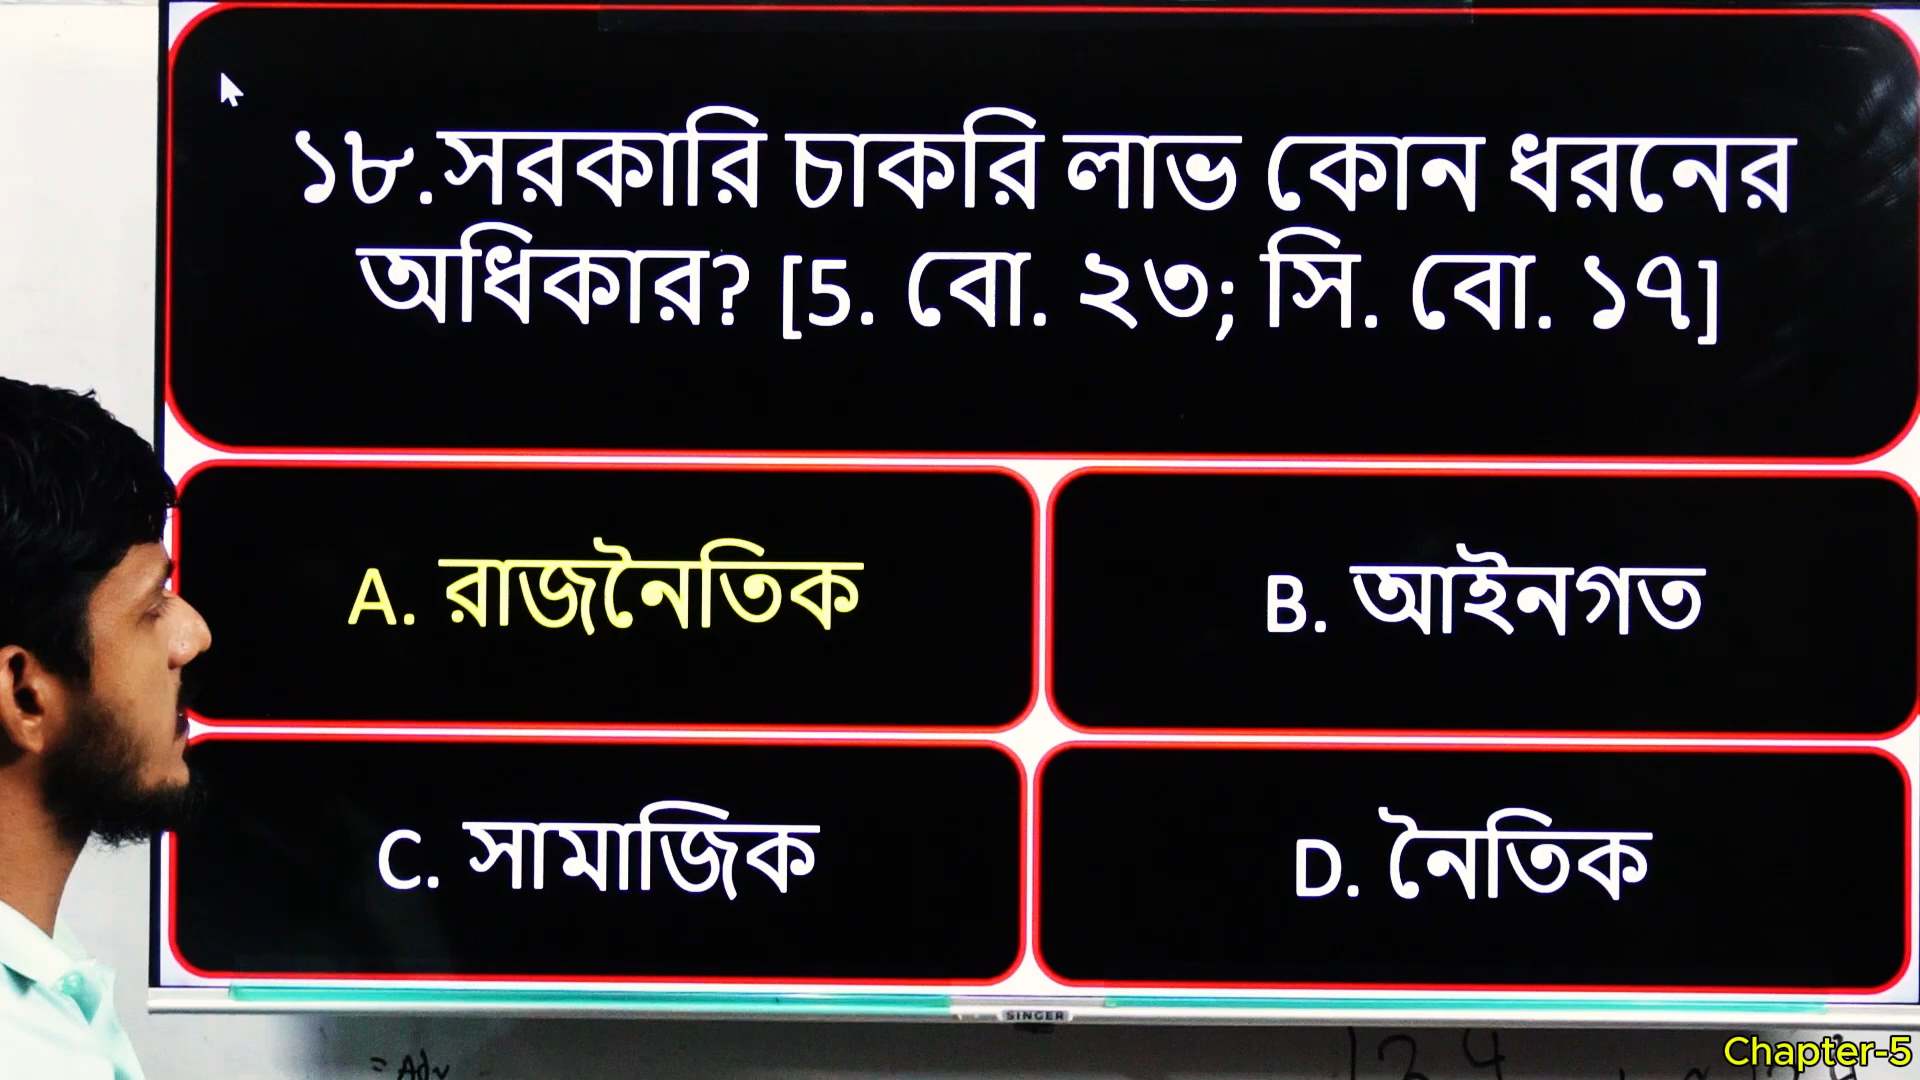 ১৮.সরকারি চাকরি লাভ কোন ধরনের
অধিকার? [5. বো. ২৩; সি. বো. ১৭]
A. রাজনৈতিক
B. আইনগত
C. সামাজিক
D. নৈতিক
SINGER
Chapter-5